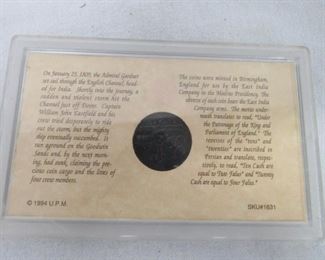 On January 25, 1809, the Admiral Gardner
set sail through the English Channel, head-
ed for India. Shortly into the journey, a
sudden and violent storm hit the
Channel just off Dover. Captain
William John Eastfield and his
crew tried desperately to ride
out the storm, but the mighty
ship eventually succumbed. It
ran aground on the Goodwin
Sands and, by the next morn-
ing, had sunk, claiming the pre-
cious coin cargo and the lives of
four crew members.
The coins were minted in Birmingham,
England for use by the East India
Company in the Madras Presidency. The
obverse of each coin bears the East India
Company arms. The motto under-
neath translates to read, "Under
the Patronage of the King and
Parliament of England." The
reverses of the "tens" and
"twenties" are inscribed in
Persian and translate, respec-
tively, to read, "Ten Cash are
equal to Two Falus" and "Twenty
Cash are equal to Four Falus."
© 1994 U.P.M.
SKU#1631